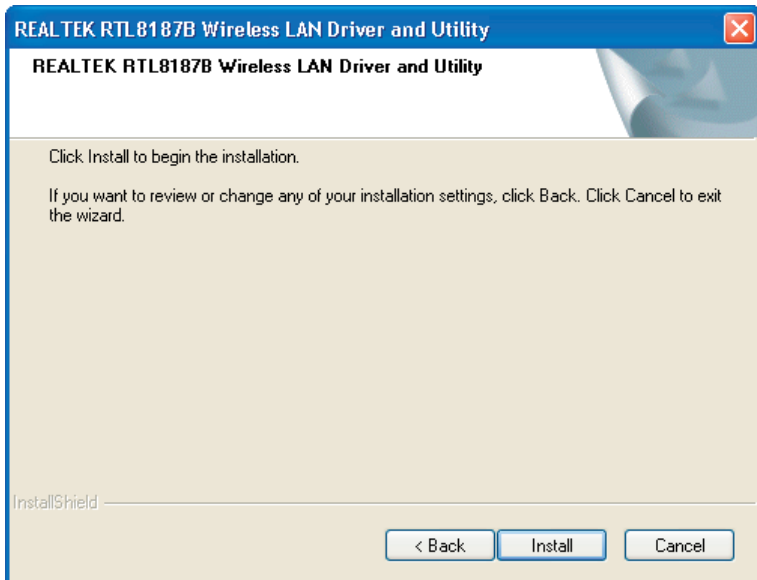 REALTEK RTL8187B Wireless LAN Driver and Utility
REALTEK RTL8187B Wireless LAN Driver and Utility
Click Install to begin the installation.
If you want to review or change any of your installation settings, click Back. Click Cancel to exit
the wizard.
InstallShield
< Back
Install
Cancel